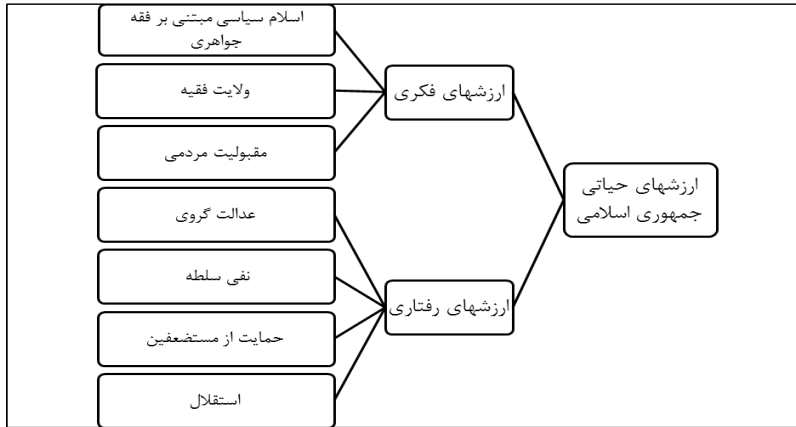 ارزشهای حیاتی
جمهوری اسلامی
ارزشهای فکری
اسلام سیاسی مبتنی بر فقه
جواهری
ولایت فقیه
مقبولیت مردمی
ارزشهای رفتاری
عدالت گروی
نفی سلطه
حمایت از مستضعفین
استقلال